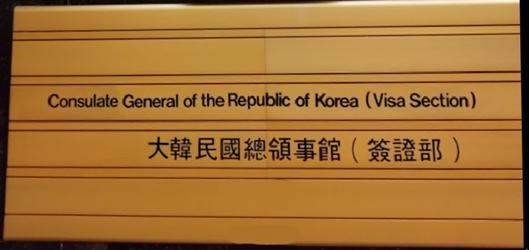 Consulate General of the Republic of Korea (Visa Section)
大韓民國總領事館（簽證部）